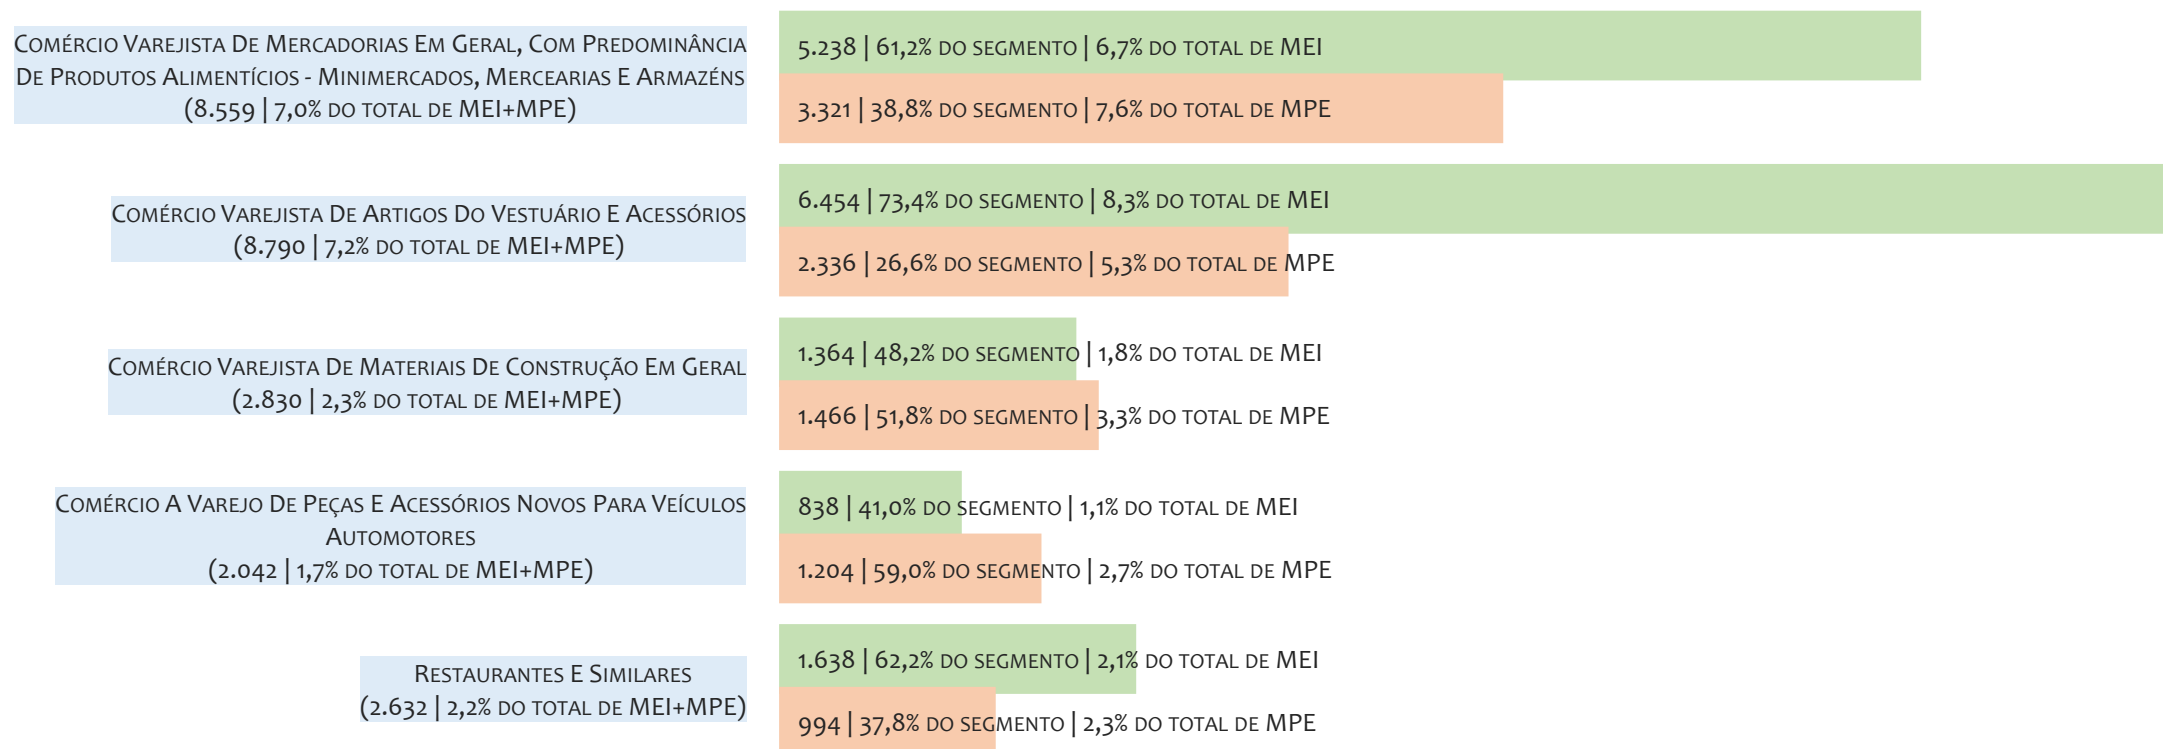 Comércio Varejista De Mercadorias Em Geral, Com Predominância
De Produtos Alimentícios - Minimercados, Mercearias E Armazéns
(8.559 | 7,0% do total de MEI+MPE)
5.238 | 61,2% do segmento | 6,7% do total de MEI
3.321 | 38,8% do segmento | 7,6% do total de MPE
Comércio Varejista De Artigos Do Vestuário E Acessórios
(8.790 | 7,2% do total de MEI+MPE)
6.454 | 73,4% do segmento | 8,3% do total de MEI
2.336 | 26,6% do segmento | 5,3% do total de MPE
Comércio Varejista De Materiais De Construção Em Geral
(2.830 | 2,3% do total de MEI+MPE)
1.364 | 48,2% do segmento | 1,8% do total de MEI
1.466 | 51,8% do segmento | 3,3% do total de MPE
Comércio A Varejo De Peças E Acessórios Novos Para Veículos
Automotores
(2.042 | 1,7% do total de MEI+MPE)
838 | 41,0% do segmento | 1,1% do total de MEI
1.204 | 59,0% do segmento | 2,7% do total de MPE
Restaurantes E Similares
(2.632 | 2,2% do total de MEI+MPE)
1.638 | 62,2% do segmento | 2,1% do total de MEI
994 | 37,8% do segmento | 2,3% do total de MPE